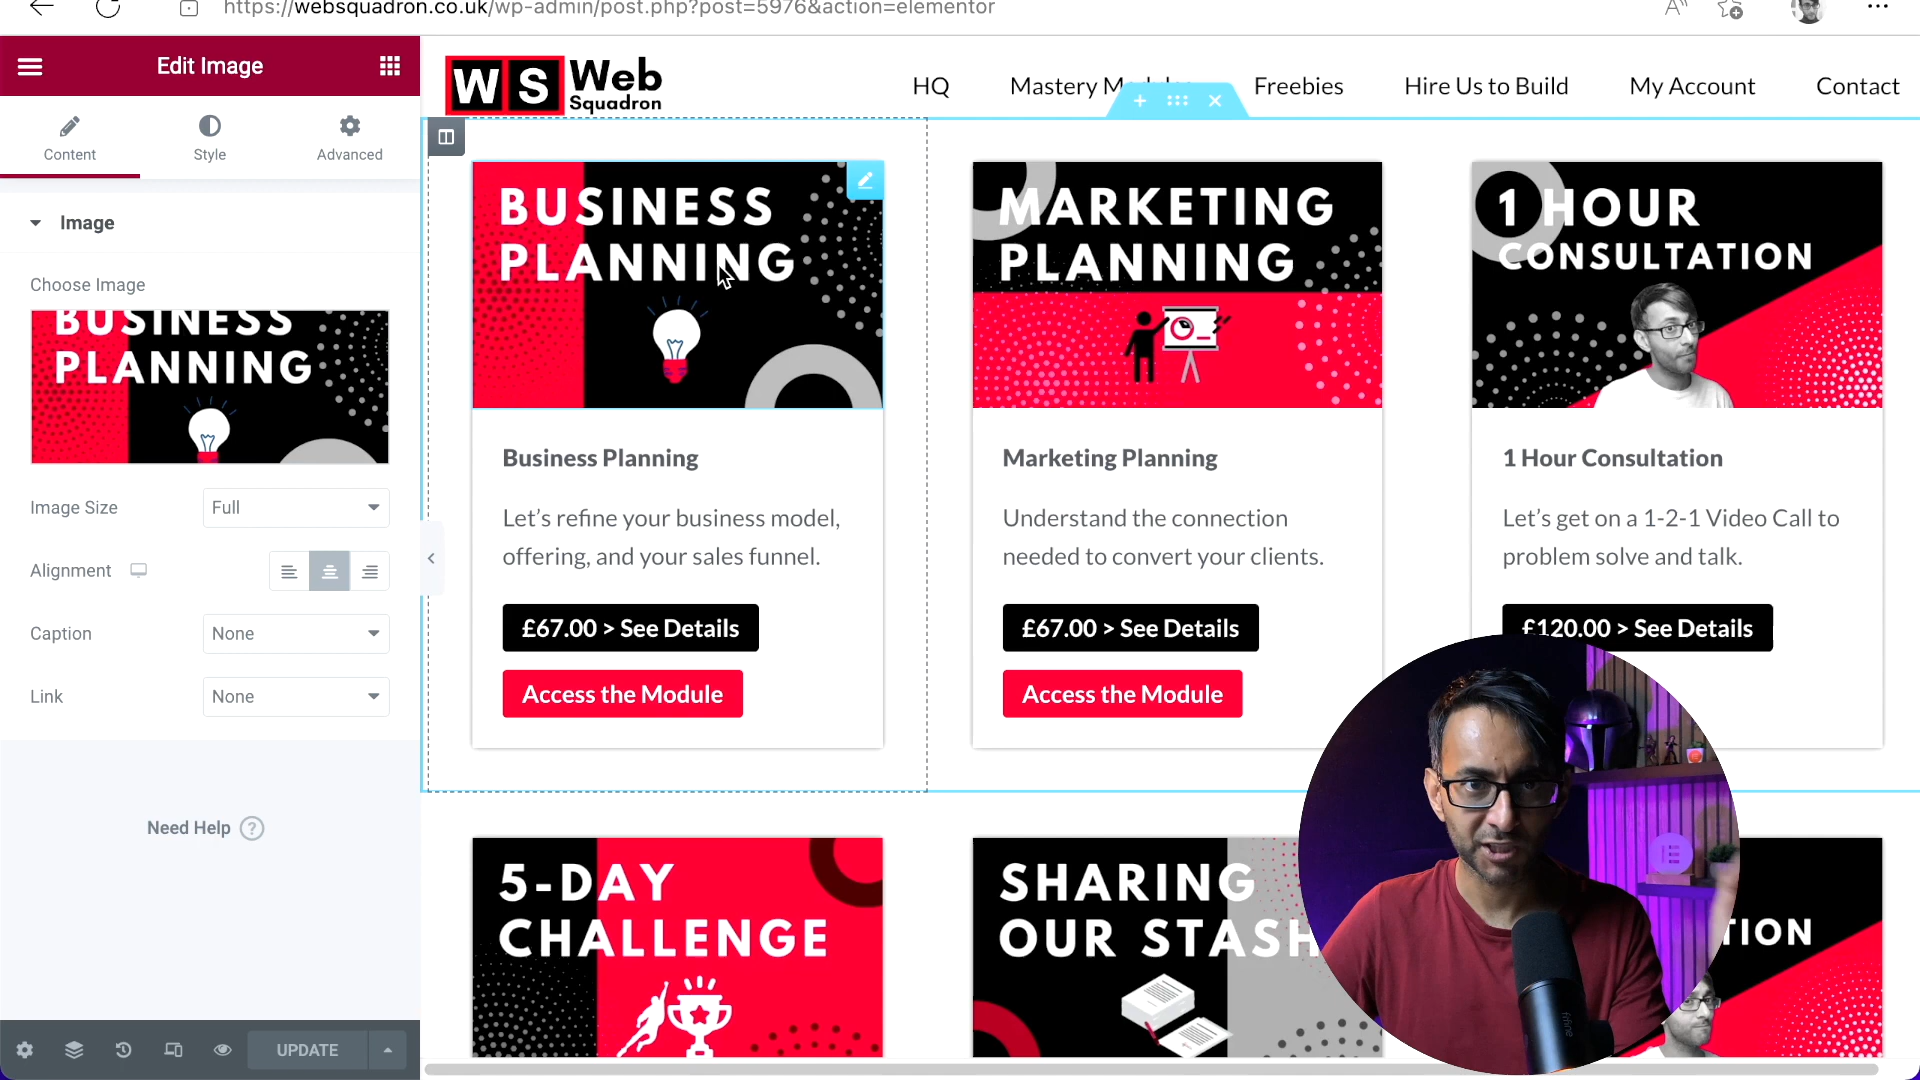 https://websquadron.co.uk/wp-admin/post.php?post=5976&action=elementor
Edit Image
Content
Style
Advanced
Image
Choose Image
BUSINESS
PLANNING
Image Size
Full
Alignment
Caption
None
Link
None
Need Help ?
UPDATE
WS Web
Squadron
HQ
Mastery Modules
Freebies
Hire Us to Build
My Account
Contact
BUSINESS
PLANNING
Business Planning
Let's refine your business model,
offering, and your sales funnel.
£67.00 > See Details
Access the Module
MARKETING
PLANNING
Marketing Planning
Understand the connection
needed to convert your clients.
£67.00 > See Details
Access the Module
1 HOUR
CONSULTATION
1 Hour Consultation
Let's get on a 1-2-1 Video Call to
problem solve and talk.
£120.00 > See Details
5-DAY
CHALLENGE
SHARING
OUR STASH
TION